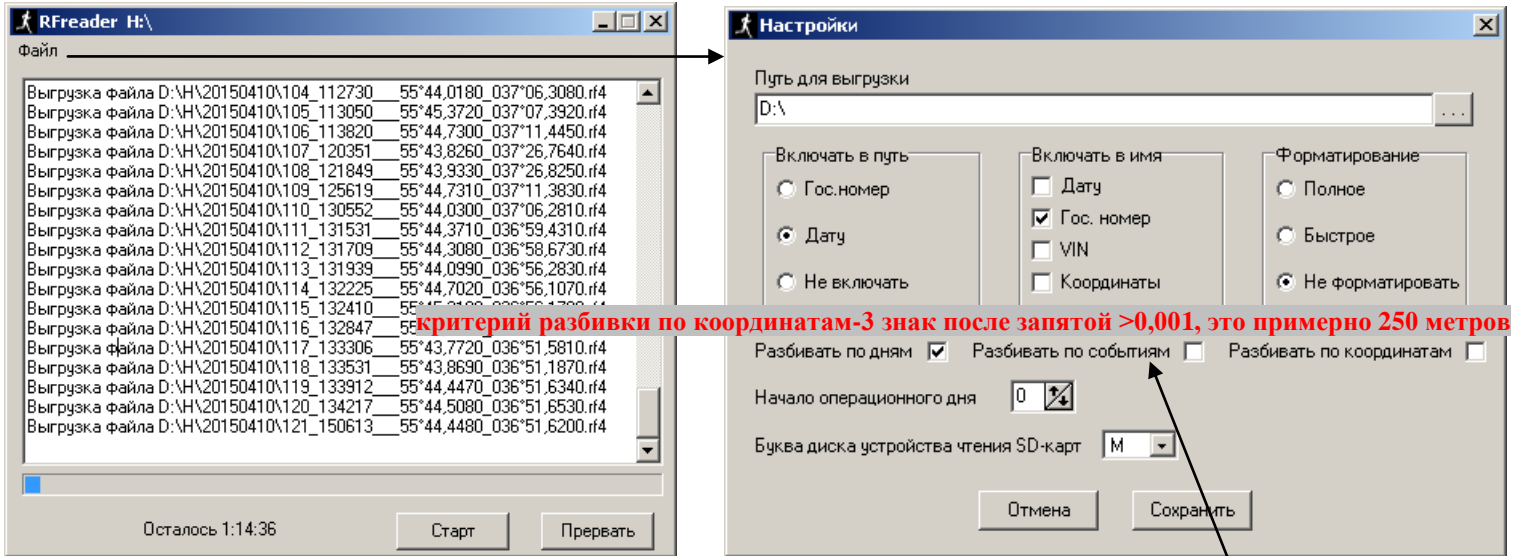 RFreader H:\
Файл
Выгрузка файла D:\H\20150410\104_112730___55°44,0180_037°06,3080.rf4
Выгрузка файла D:\H\20150410\105_113050___55°45,3720_037°07,3920.rf4
Выгрузка файла D:\H\20150410\106_113820___55°44,7300_037°11,4450.rf4
Выгрузка файла D:\H\20150410\107_120351___55°43,8260_037°26,7640.rf4
Выгрузка файла D:\H\20150410\108_121849___55°43,9330_037°26,8250.rf4
Выгрузка файла D:\H\20150410\109_125619___55°44,7310_037°11,3830.rf4
Выгрузка файла D:\H\20150410\110_130552___55°44,0300_037°06,2810.rf4
Выгрузка файла D:\H\20150410\111_131531___55°44,3710_036°59,4310.rf4
Выгрузка файла D:\H\20150410\112_131709___55°44,3080_036°58,6730.rf4
Выгрузка файла D:\H\20150410\113_131939___55°44,0990_036°56,2830.rf4
Выгрузка файла D:\H\20150410\114_132225___55°44,7020_036°56,1070.rf4
Выгрузка файла D:\H\20150410\115_132410
Выгрузка файла D:\H\20150410\116_132847
Выгрузка файла D:\H\20150410\117_133306___55°43,7720_036°51,5810.rf4
Выгрузка файла D:\H\20150410\118_133531___55°43,8690_036°51,1870.rf4
Выгрузка файла D:\H\20150410\119_133912___55°44,4470_036°51,6340.rf4
Выгрузка файла D:\H\20150410\120_134217___55°44,5080_036°51,6530.rf4
Выгрузка файла D:\H\20150410\121_150613___55°44,4480_036°51,6200.rf4
Осталось 1:14:36
Старт
Прервать
Настройки
Путь для выгрузки
D:\
...
Включать в путь
Гос.номер
Дату
Не включать
Включать в имя
Дату
Гос. номер
VIN
Координаты
Форматирование
Полное
Быстрое
Не форматировать
критерий разбивки по координатам-3 знак после запятой >0,001, это примерно 250 метров
Разбивать по дням
Разбивать по событиям
Разбивать по координатам
Начало операционного дня
0
Буква диска устройства чтения SD-карт
M
Отмена
Сохранить